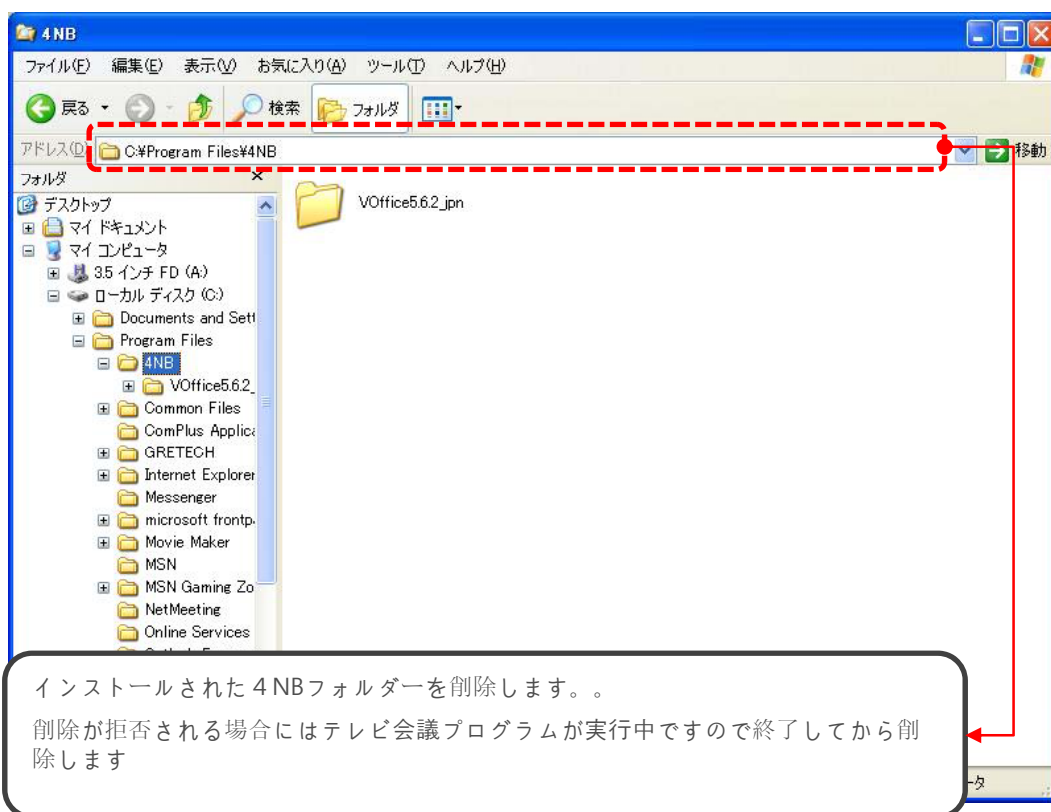 4NB
ファイル(F) 編集(E) 表示(V) お気に入り(A) ツール(T) ヘルプ(H)
戻る 検索 フォルダ
アドレス(D) C:¥Program Files¥4NB 移動
フォルダ ×
VOffice5.6.2_jpn
デスクトップ
マイ ドキュメント
マイ コンピュータ
3.5 インチ FD (A:)
ローカル ディスク (C:)
Documents and Sett
Program Files
4NB
VOffice5.6.2_
Common Files
ComPlus Applica
GRETECH
Internet Explorer
Messenger
microsoft frontp
Movie Maker
MSN
MSN Gaming Zo
NetMeeting
Online Services
インストールされた４NBフォルダーを削除します。。
削除が拒否される場合にはテレビ会議プログラムが実行中ですので終了してから削
除します
ータ